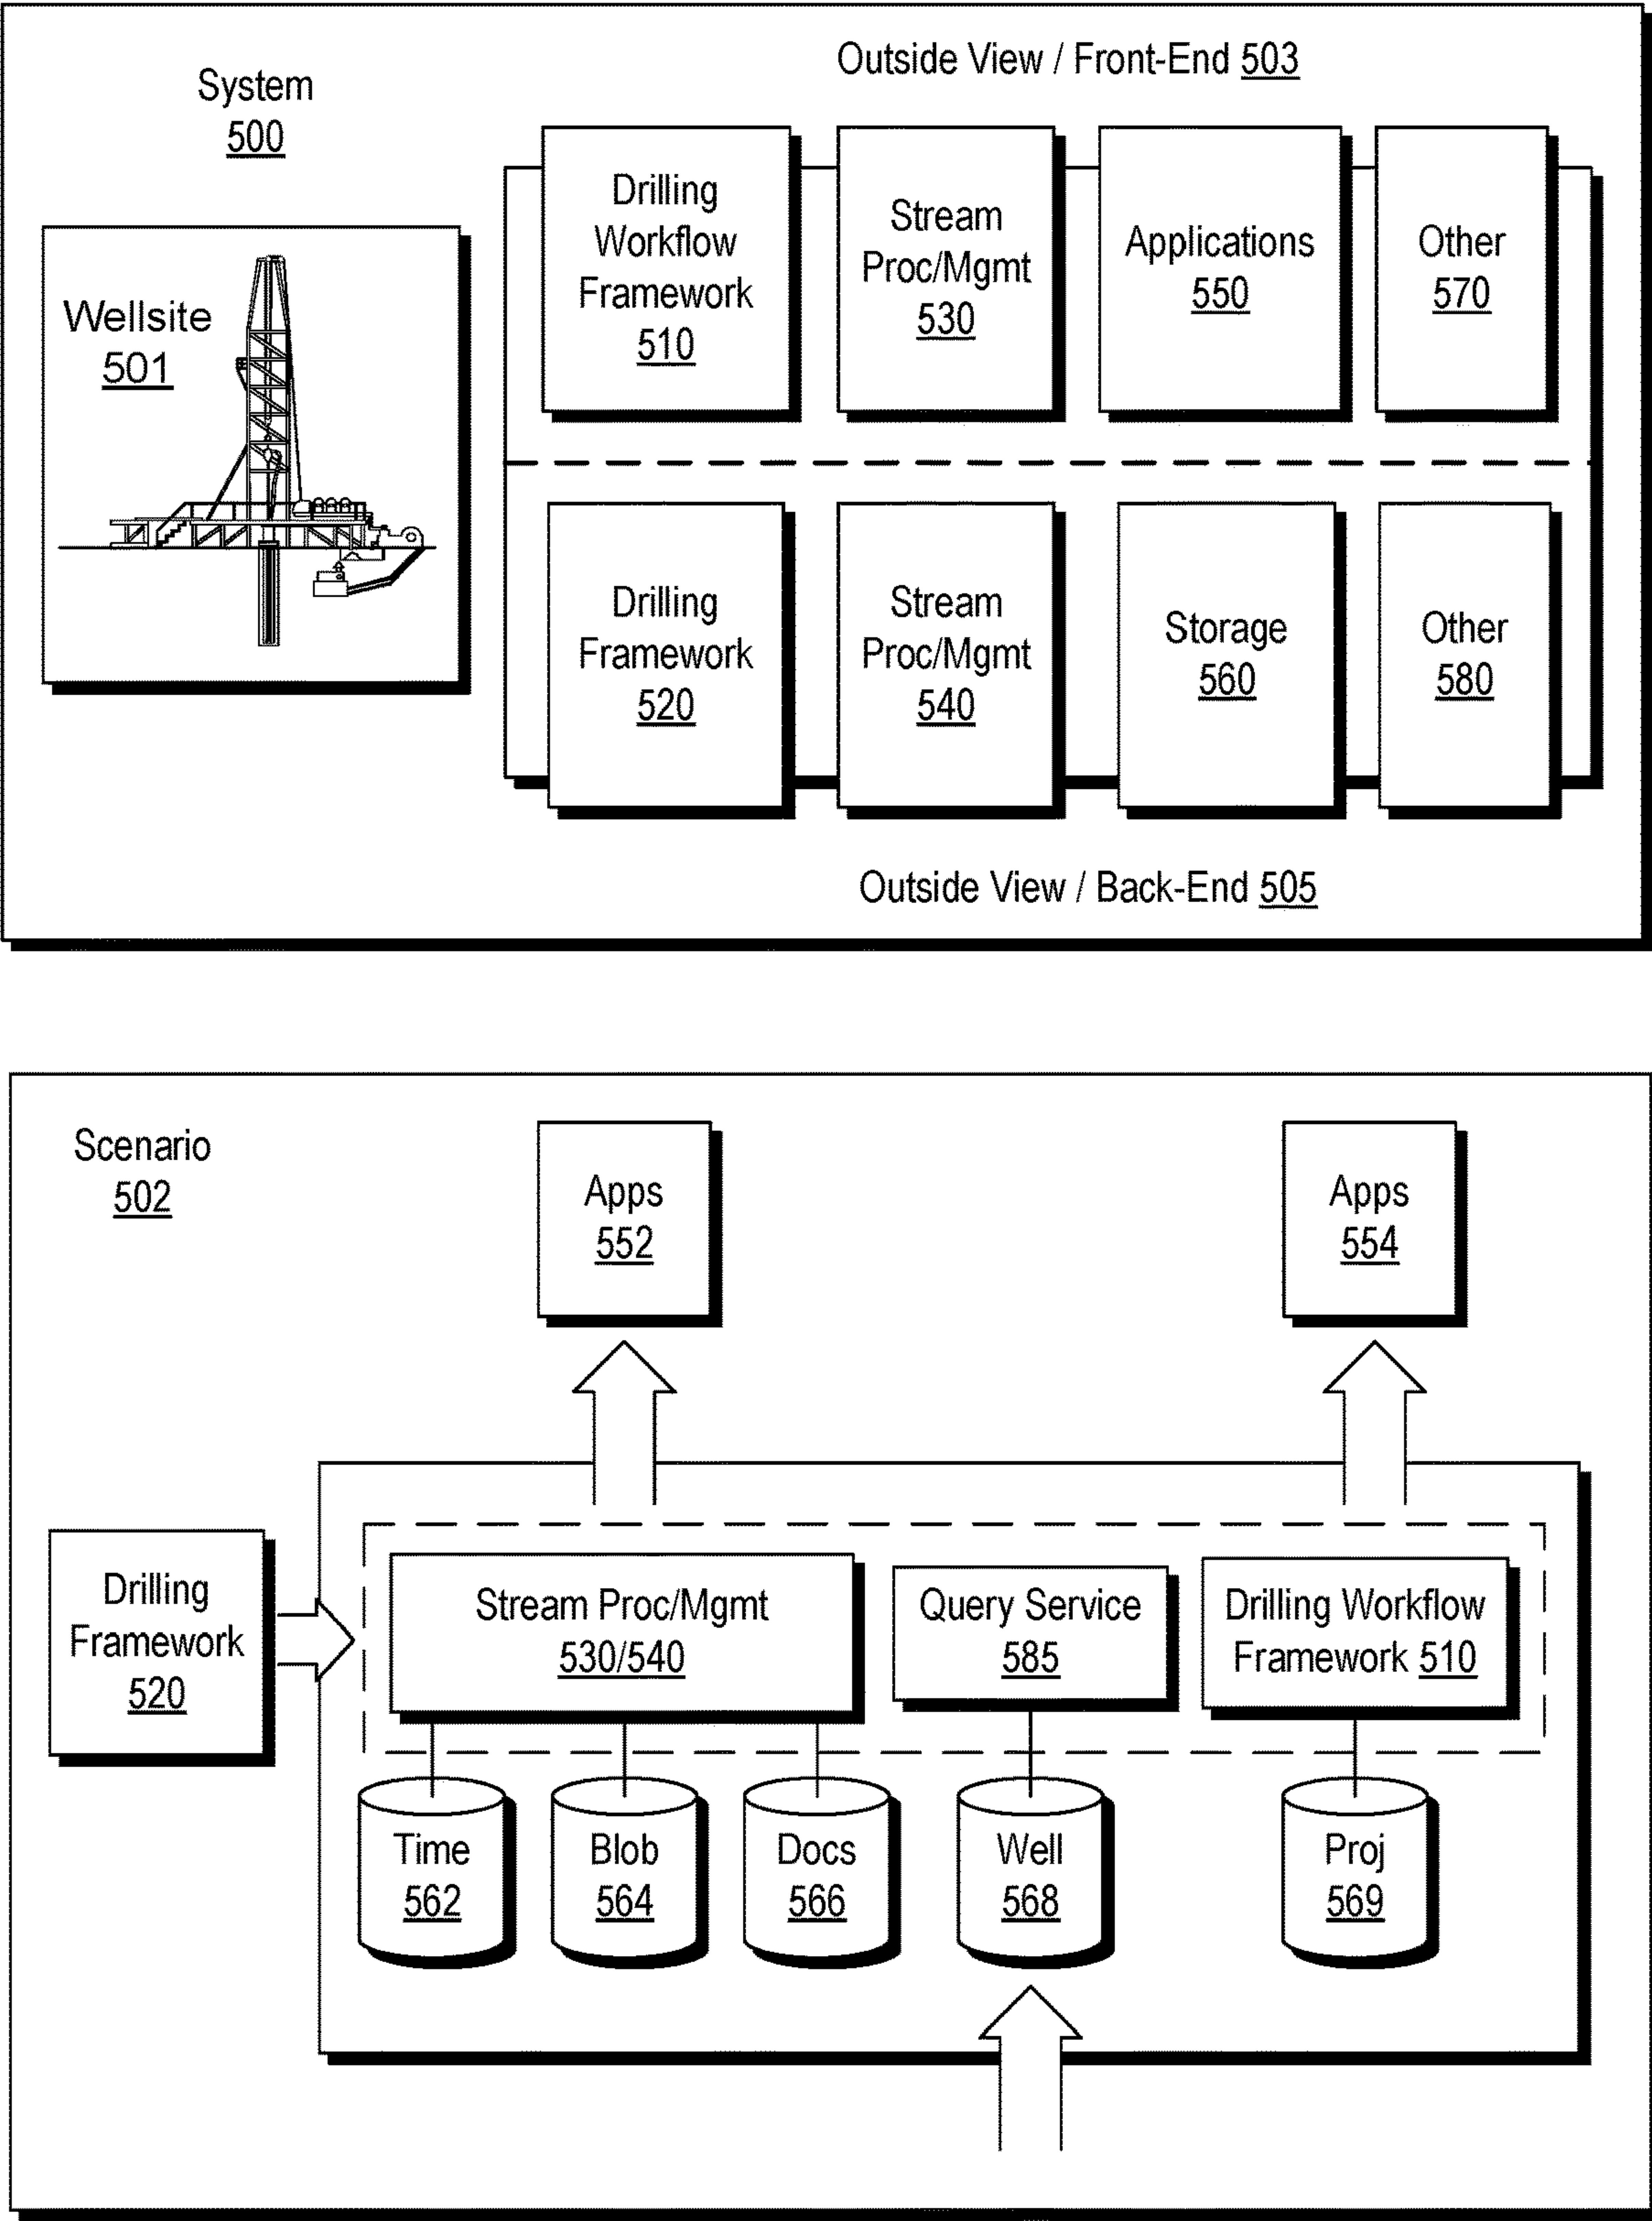 System
500
Outside View / Front-End 503
Wellsite
501
Drilling
Workflow
Framework
510
Stream
Proc/Mgmt
530
Applications
550
Other
570
Drilling
Framework
520
Stream
Proc/Mgmt
540
Storage
560
Other
580
Outside View / Back-End 505
Scenario
502
Apps
552
Apps
554
Drilling
Framework
520
Stream Proc/Mgmt
530/540
Query Service
585
Drilling Workflow
Framework 510
Time
562
Blob
564
Docs
566
Well
568
Proj
569